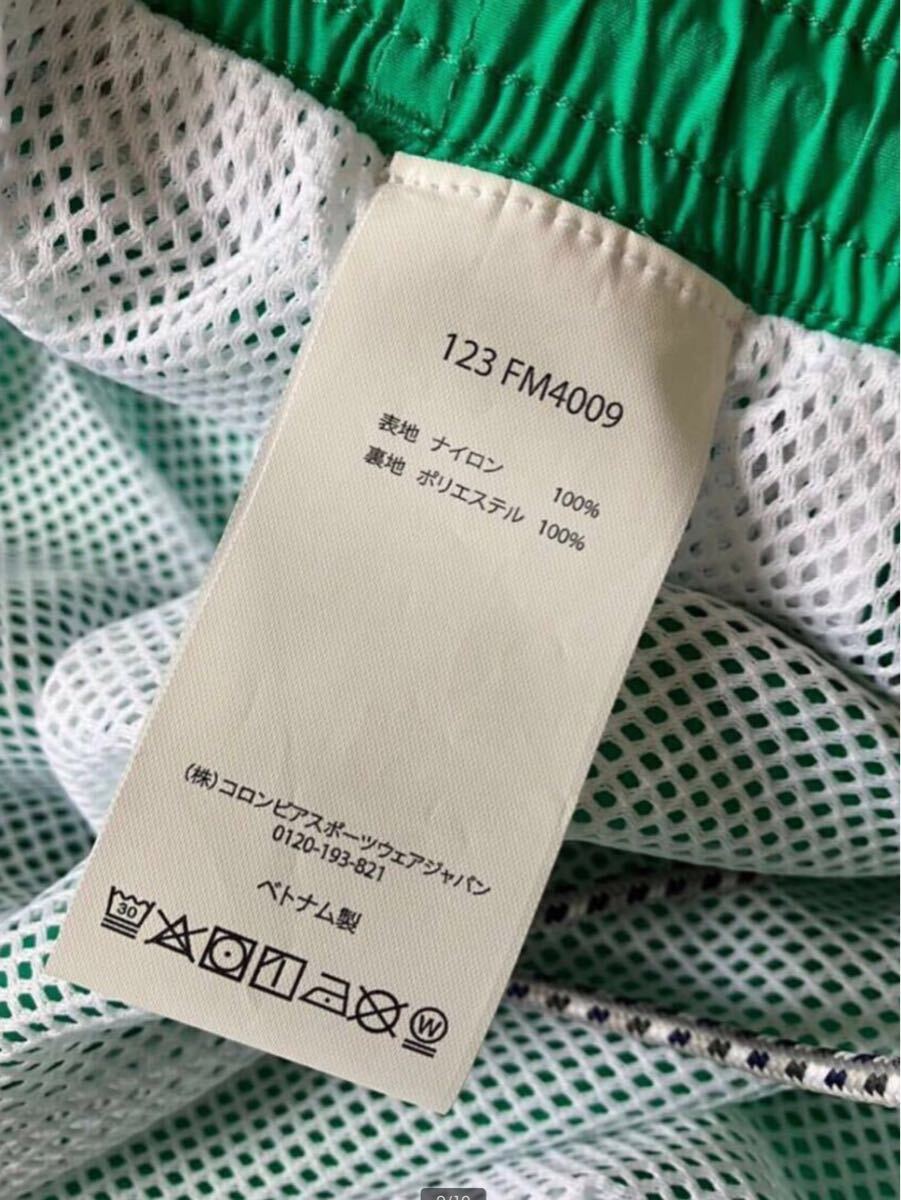 123 FM4009
表地 ナイロン 100%
裏地 ポリエステル 100%
(株)コロンビアスポーツウェアジャパン
0120-193-821
ベトナム製
30
W